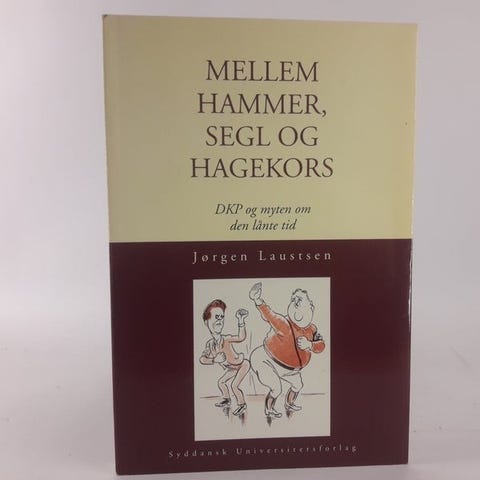 MELLEM
HAMMER,
SEGL OG
HAGEKORS
DKP og myten om
den lånte tid
Jørgen Laustsen
Syddansk Universitetsforlag